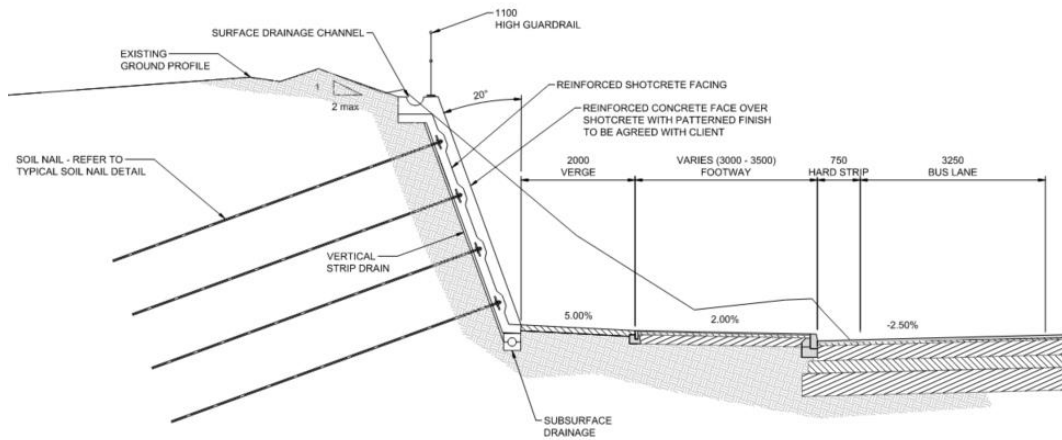 1100
HIGH GUARDRAIL
SURFACE DRAINAGE CHANNEL
EXISTING
GROUND PROFILE
1
2 max
20°
REINFORCED SHOTCRETE FACING
REINFORCED CONCRETE FACE OVER
SHOTCRETE WITH PATTERNED FINISH
TO BE AGREED WITH CLIENT
SOIL NAIL - REFER TO
TYPICAL SOIL NAIL DETAIL
2000
VERGE
VARIES (3000 - 3500)
FOOTWAY
750
HARD STRIP
3250
BUS LANE
VERTICAL
STRIP DRAIN
5.00%
2.00%
-2.50%
SUBSURFACE
DRAINAGE